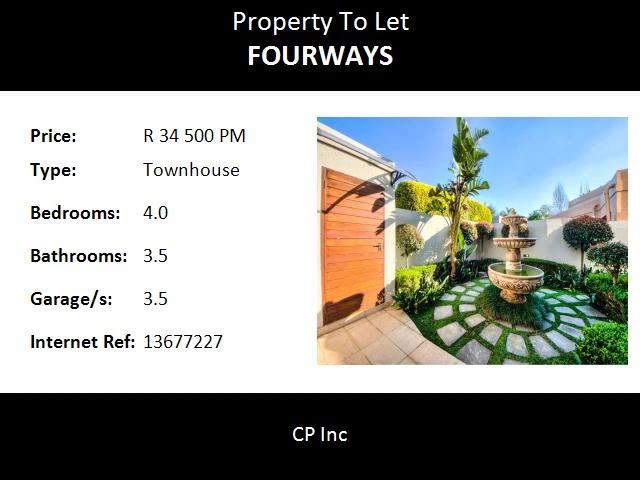 Property To Let
FOURWAYS
Price: R 34 500 PM
Type: Townhouse
Bedrooms: 4.0
Bathrooms: 3.5
Garage/s: 3.5
Internet Ref: 13677227
CP Inc